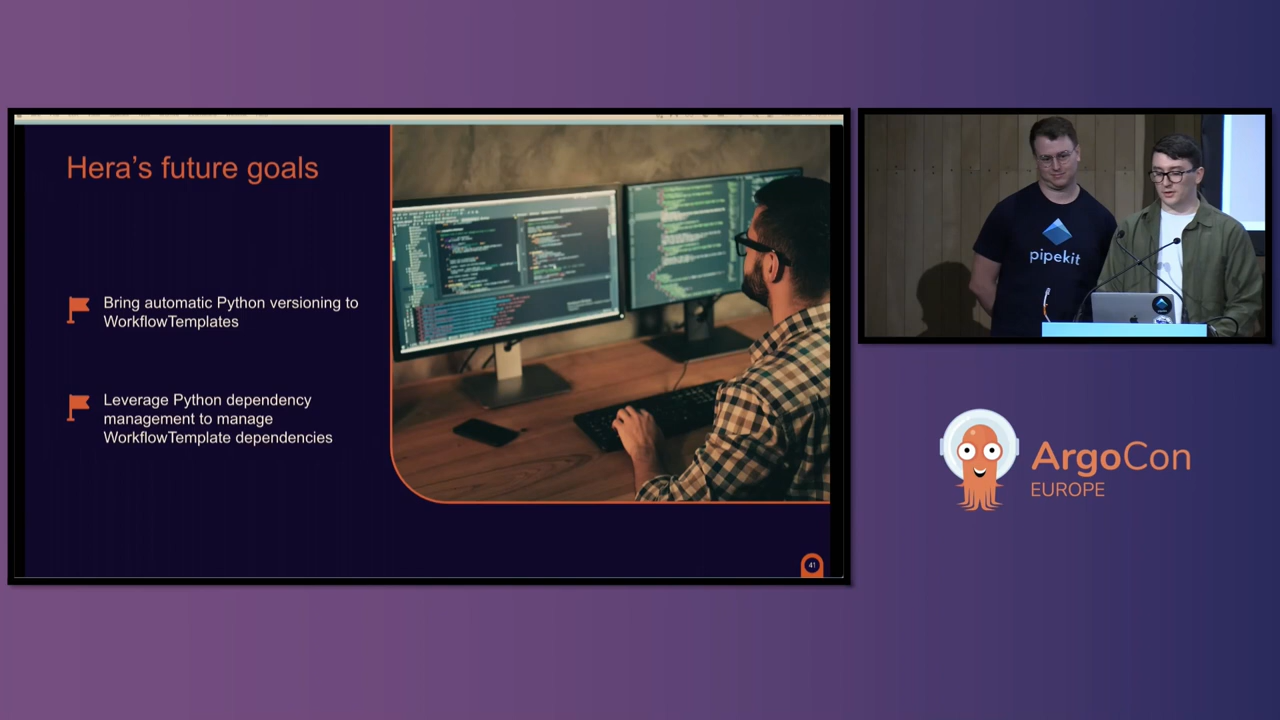 Hera's future goals
Bring automatic Python versioning to
WorkflowTemplates
Leverage Python dependency
management to manage
WorkflowTemplate dependencies
41
pipekit
ArgoCon
EUROPE